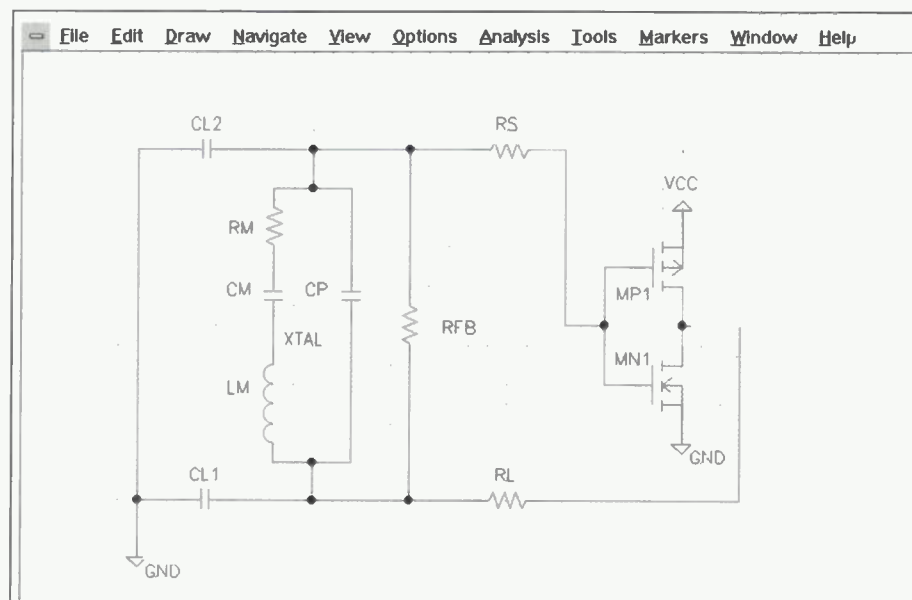 File Edit Draw Navigate View Options Analysis Tools Markers Window Help
CL2
RS
VCC
RM
CM
CP
MP1
XTAL
RFB
MN1
LM
CL1
RL
GND
GND